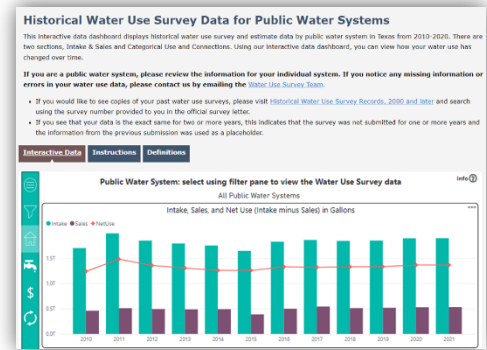 Historical Water Use Survey Data for Public Water Systems
This interactive data dashboard displays historical water use survey and estimate data by public water system in Texas from 2010-2020. There are
two sections, Intake & Sales and Categorical Use and Connections. Using our interactive data dashboard, you can view how your water use has
changed over time.
If you are a public water system, please review the information for your individual system. If you notice any missing information or
errors in your water use data, please contact us by emailing the Water Use Survey Team.
• If you would like to see copies of your past water use surveys, please visit Historical Water Use Survey Records, 2000 and later and search
using the survey number provided to you in the official survey letter.
• If you see that your data is the exact same for two or more years, this indicates that the survey was not submitted for one or more years and
the information from the previous submission was used as a placeholder.
Interactive Data Instructions Definitions
Public Water System: select using filter pane to view the Water Use Survey data Info?
All Public Water Systems
Intake, Sales, and Net Use (Intake minus Sales) in Gallons
Intake Sales NetUse
1.5T
1.0T
0.5T
0.0T
2010 2011 2012 2013 2014 2015 2016 2017 2018 2019 2020 2021
$